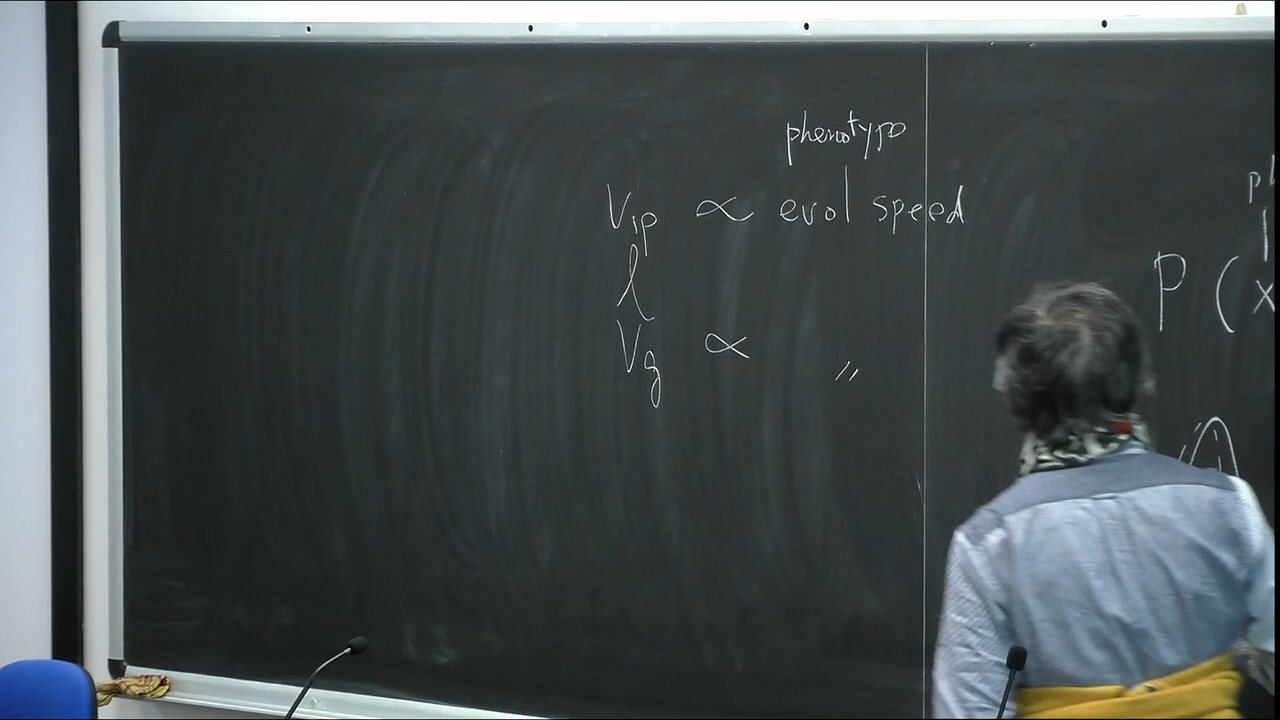 phenotype
Vip ∝ evol speed
l
Vg ∝ 〃
P ( x